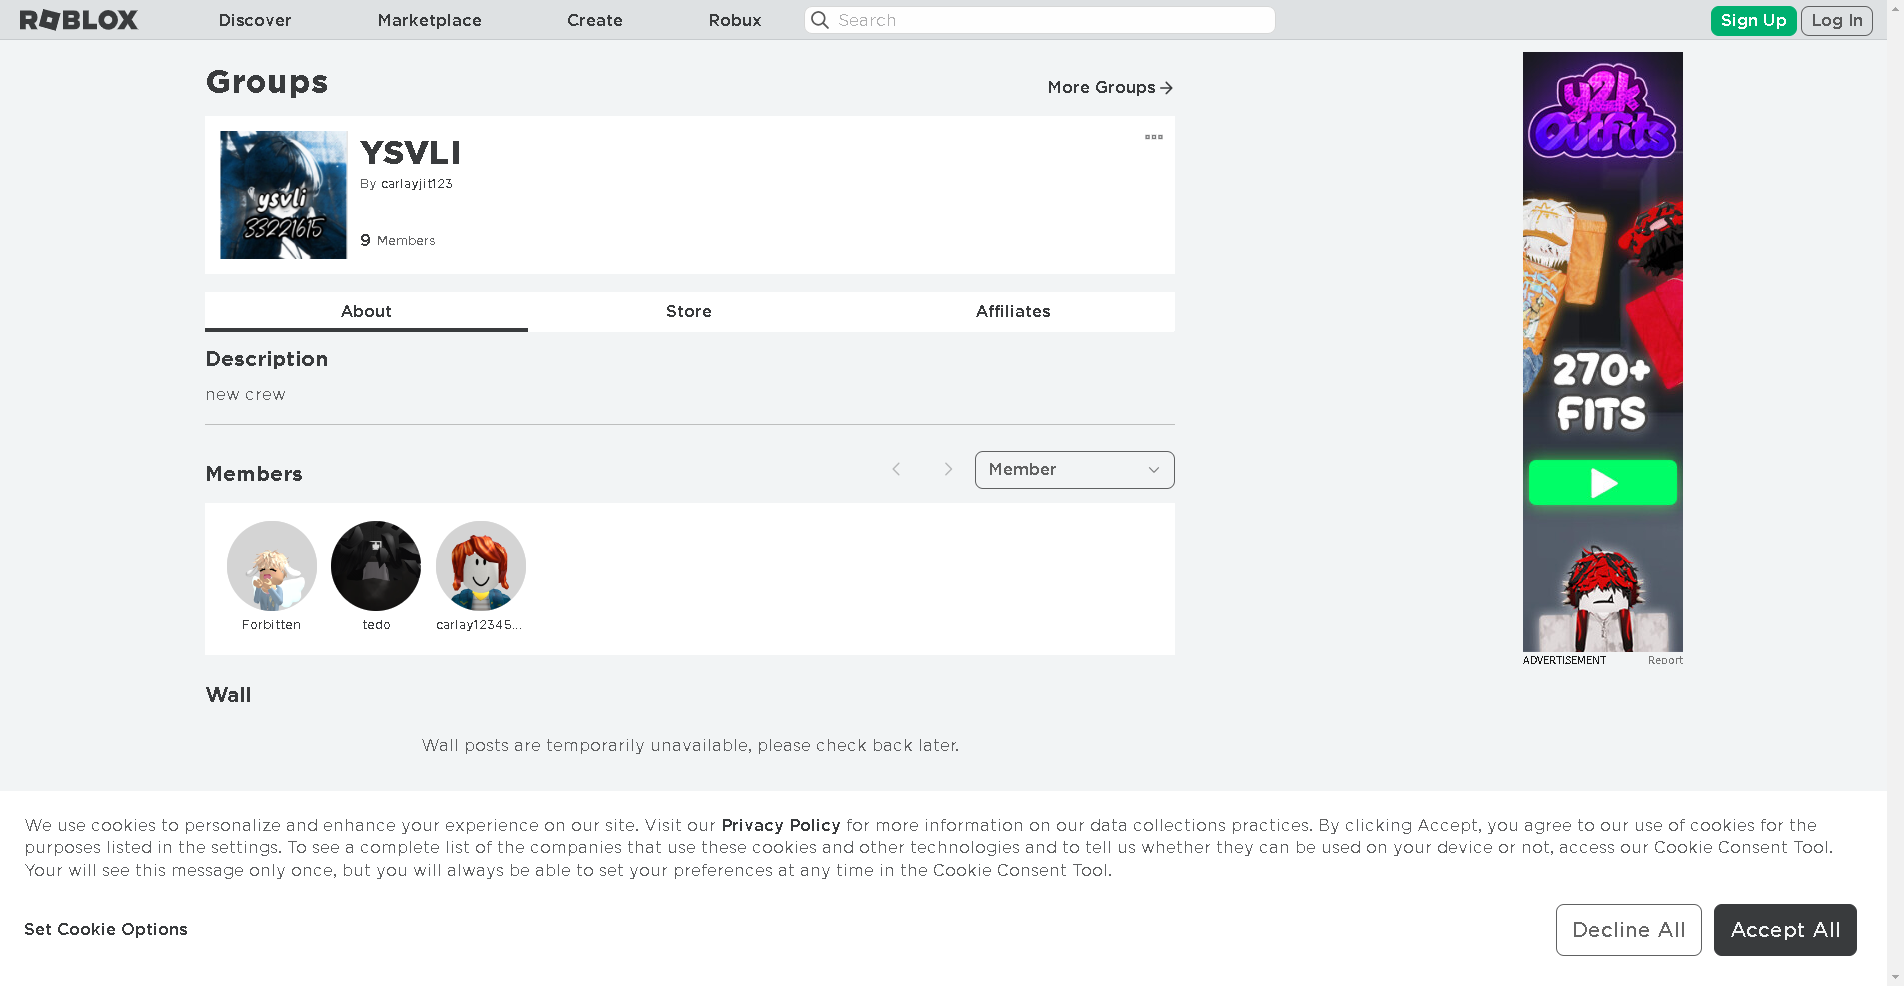 ROBLOX
Discover
Marketplace
Create
Robux
Search
Sign Up
Log In
Groups
More Groups
YSVLI
By carlayjit123
9 Members
ysvli
33221615
About
Store
Affiliates
Description
new crew
Members
Member
Forbitten
tedo
carlay12345...
Wall
Wall posts are temporarily unavailable, please check back later.
y2k
Outfits
270+
FITS
ADVERTISEMENT
Report
We use cookies to personalize and enhance your experience on our site. Visit our Privacy Policy for more information on our data collections practices. By clicking Accept, you agree to our use of cookies for the
purposes listed in the settings. To see a complete list of the companies that use these cookies and other technologies and to tell us whether they can be used on your device or not, access our Cookie Consent Tool.
Your will see this message only once, but you will always be able to set your preferences at any time in the Cookie Consent Tool.
Set Cookie Options
Decline All
Accept All